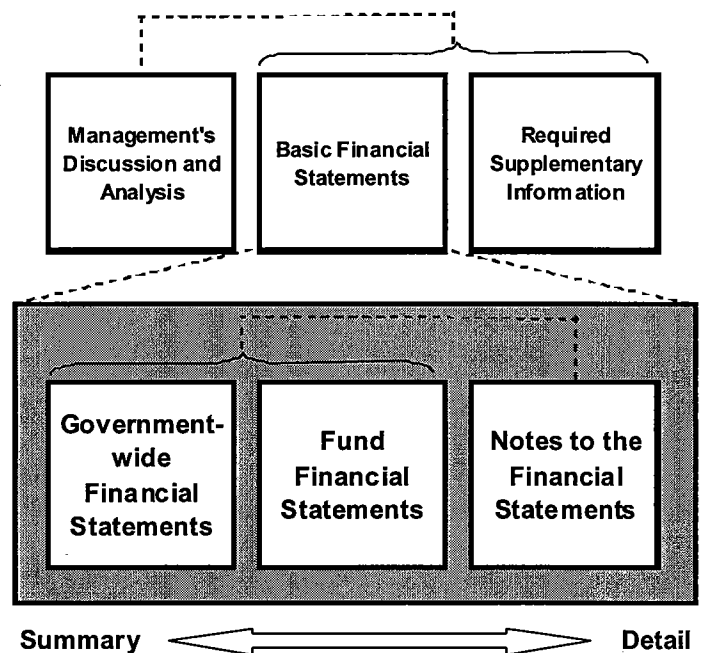 Management's
Discussion and
Analysis
Basic Financial
Statements
Required
Supplementary
Information
Government-
wide
Financial
Statements
Fund
Financial
Statements
Notes to the
Financial
Statements
Summary
Detail